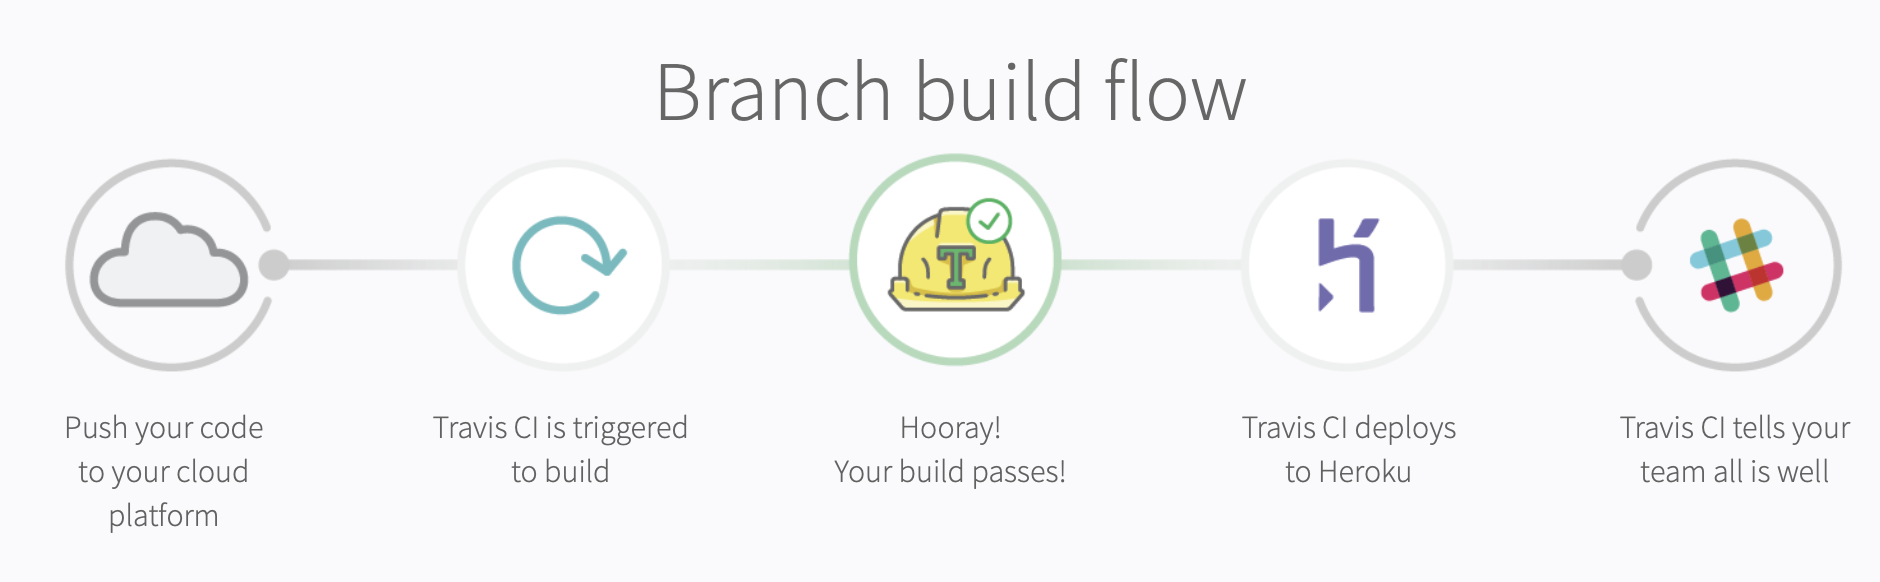 Branch build flow
T
Push your code
to your cloud
platform
Travis CI is triggered
to build
Hooray!
Your build passes!
Travis CI deploys
to Heroku
Travis CI tells your
team all is well